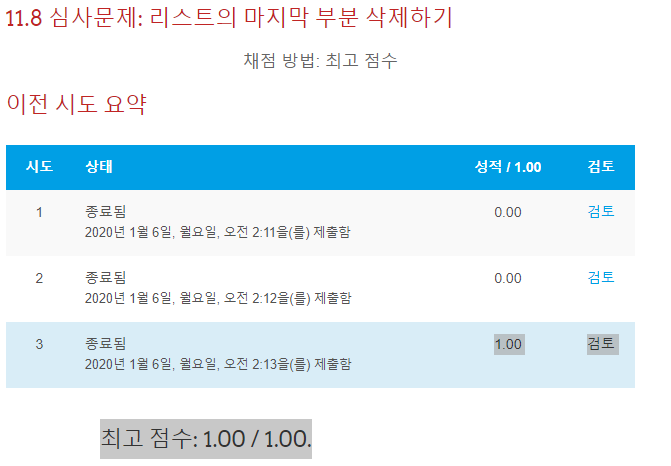 11.8 심사문제: 리스트의 마지막 부분 삭제하기
채점 방법: 최고 점수
이전 시도 요약
시도 상태 성적 / 1.00 검토
1 종료됨 0.00 검토
2020년 1월 6일, 월요일, 오전 2:11을(를) 제출함
2 종료됨 0.00 검토
2020년 1월 6일, 월요일, 오전 2:12을(를) 제출함
3 종료됨 1.00 검토
2020년 1월 6일, 월요일, 오전 2:13을(를) 제출함
최고 점수: 1.00 / 1.00.